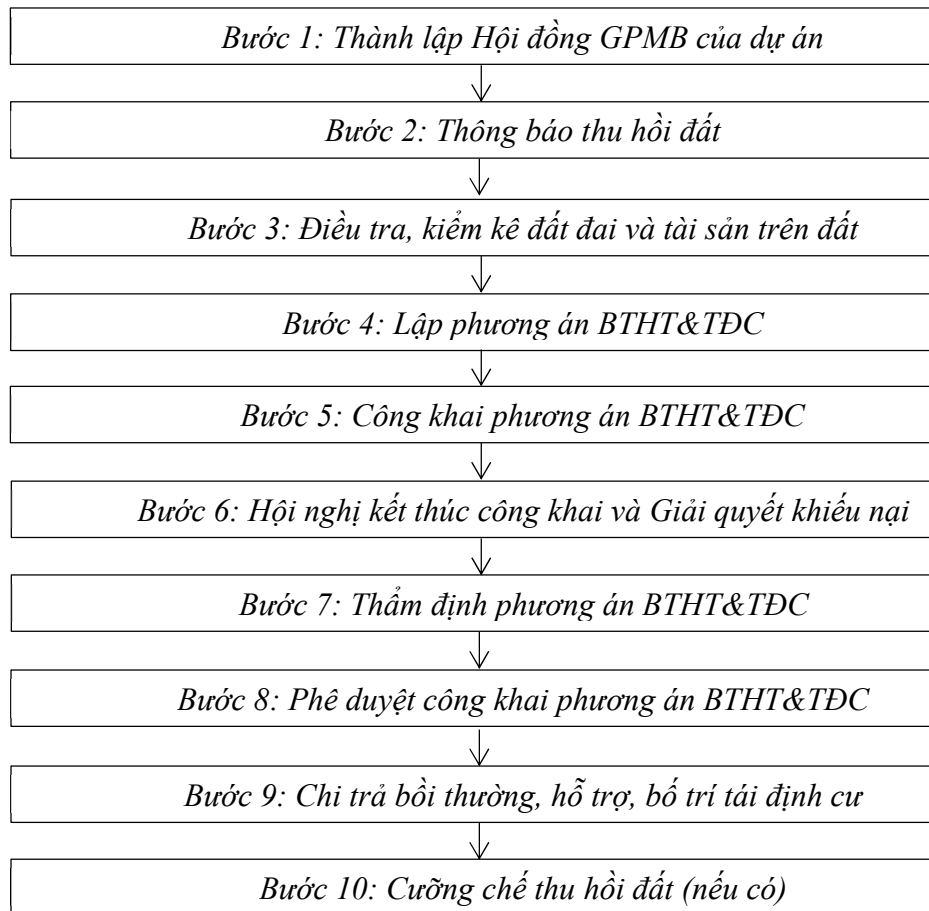 Bước 1: Thành lập Hội đồng GPMB của dự án
Bước 2: Thông báo thu hồi đất
Bước 3: Điều tra, kiểm kê đất đai và tài sản trên đất
Bước 4: Lập phương án BTHT&TĐC
Bước 5: Công khai phương án BTHT&TĐC
Bước 6: Hội nghị kết thúc công khai và Giải quyết khiếu nại
Bước 7: Thẩm định phương án BTHT&TĐC
Bước 8: Phê duyệt công khai phương án BTHT&TĐC
Bước 9: Chi trả bồi thường, hỗ trợ, bố trí tái định cư
Bước 10: Cưỡng chế thu hồi đất (nếu có)